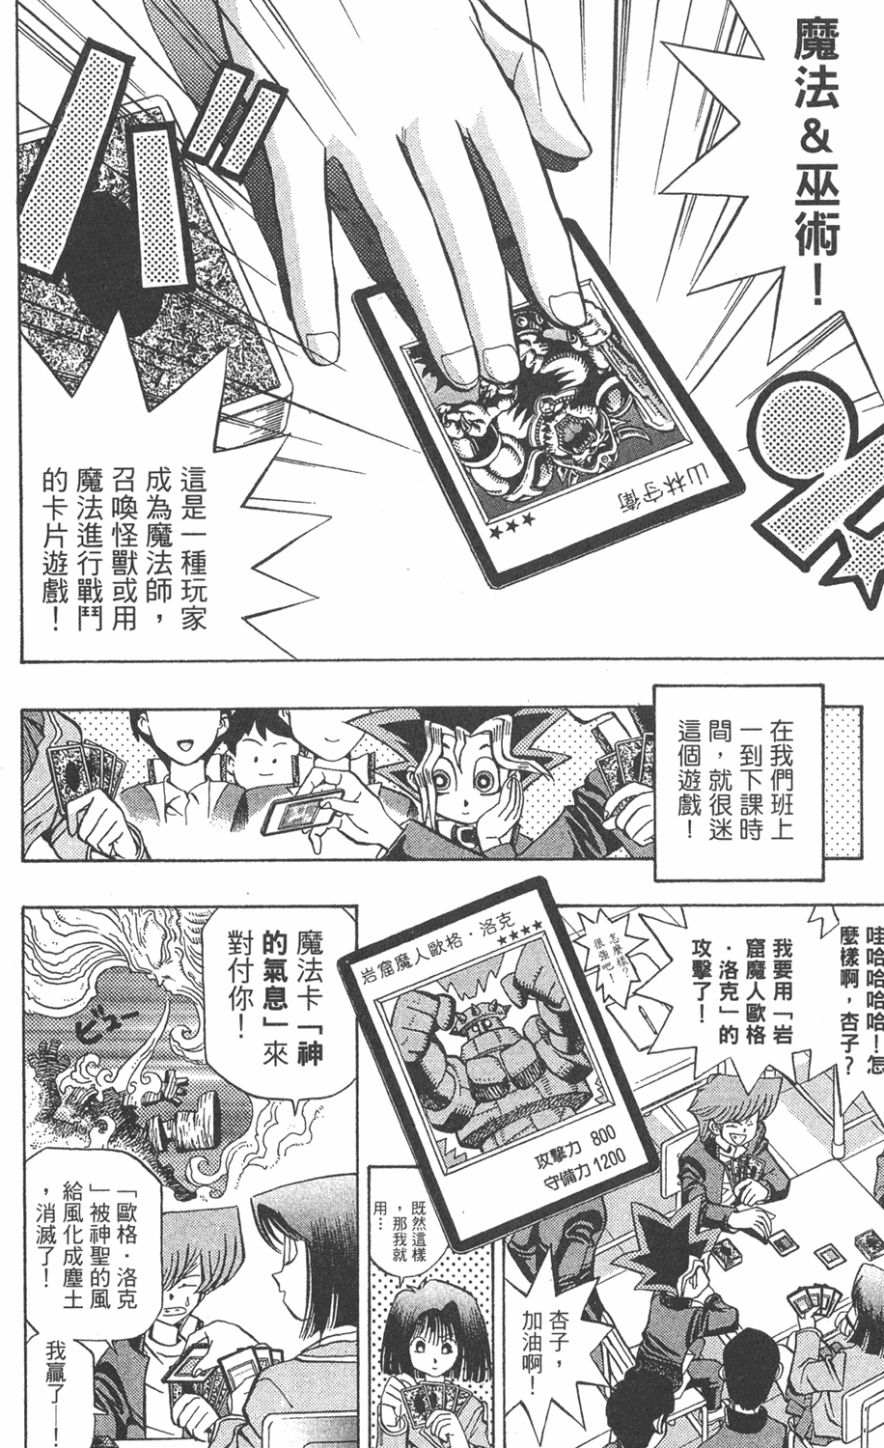 魔法&巫術！
山林守衛
這是一種玩家
成為魔法師，
召喚怪獸或用
魔法進行戰鬥
的卡片遊戲！
在我們班上
一到下課時
間，就很迷
這個遊戲！
哇哈哈哈哈！怎
麼樣啊，杏子？
我要用「岩
窟魔人歐格
．洛克」的
攻擊了！
怎麼樣？
很強吧！
岩窟魔人歐格．洛克
攻擊力 800
守備力 1200
杏子，
加油啊！
既然這樣
，那我就
用…
魔法卡「神
的氣息」來
對付你！
ビュー
「歐格．洛克
」被神聖的風
給風化成塵土
，消滅了！
我贏了—！